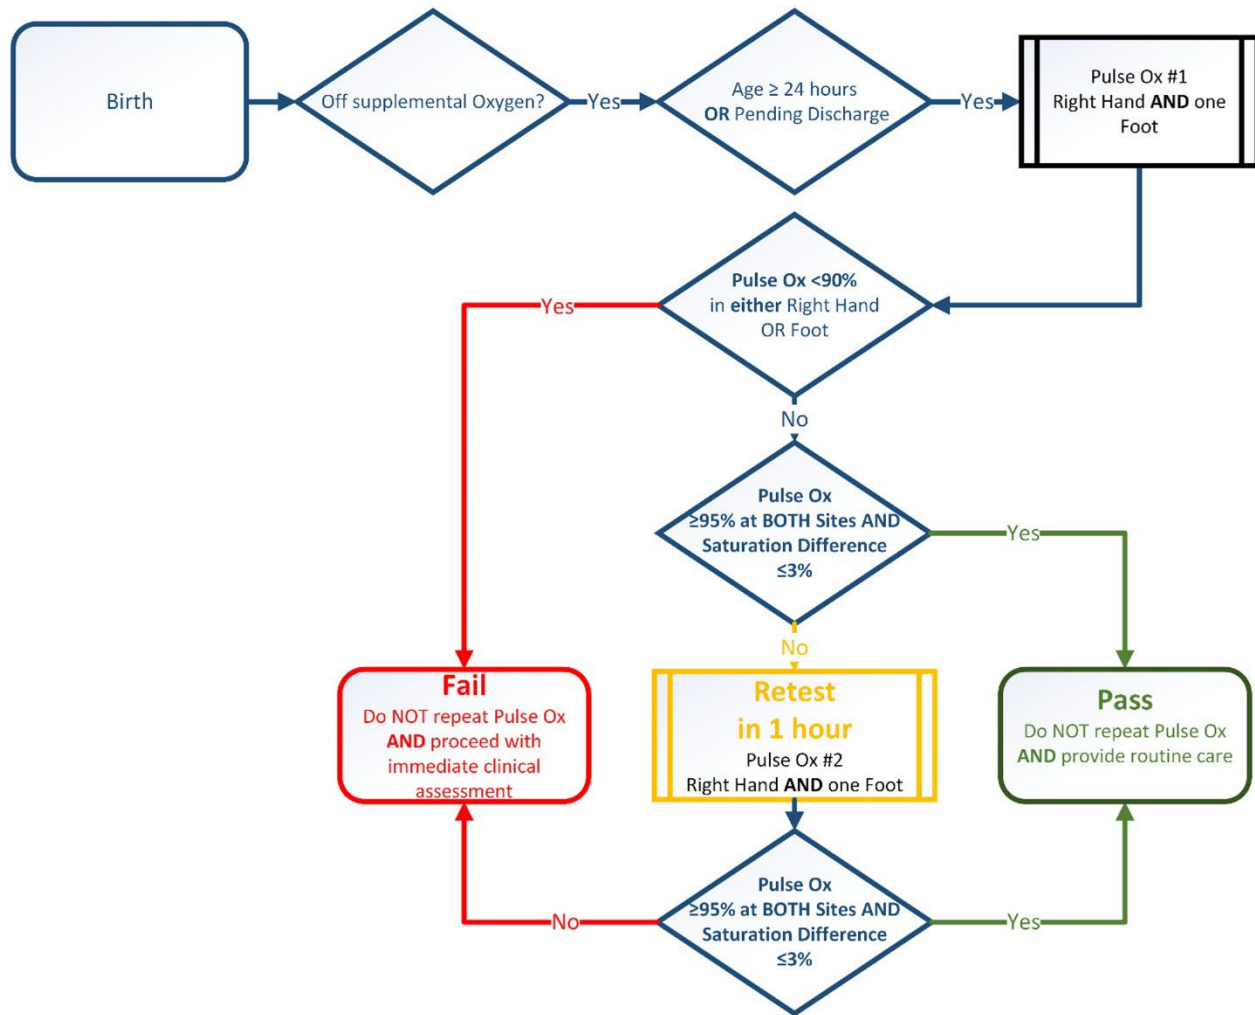 Birth
Off supplemental Oxygen?
Yes
Age ≥ 24 hours
OR Pending Discharge
Yes
Pulse Ox #1
Right Hand AND one
Foot
Pulse Ox <90%
in either Right Hand
OR Foot
Yes
No
Pulse Ox
≥95% at BOTH Sites AND
Saturation Difference
≤3%
Yes
No
Fail
Do NOT repeat Pulse Ox
AND proceed with
immediate clinical
assessment
Retest
in 1 hour
Pulse Ox #2
Right Hand AND one Foot
Pass
Do NOT repeat Pulse Ox
AND provide routine care
Pulse Ox
≥95% at BOTH Sites AND
Saturation Difference
≤3%
No
Yes